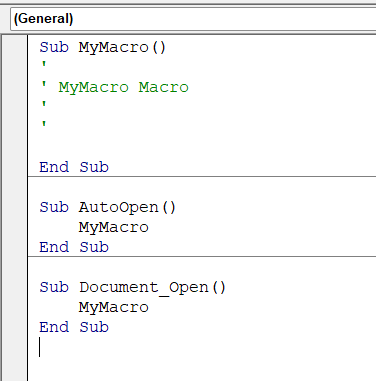 (General)
Sub MyMacro()
'
' MyMacro Macro
'
'
End Sub
Sub AutoOpen()
MyMacro
End Sub
Sub Document_Open()
MyMacro
End Sub